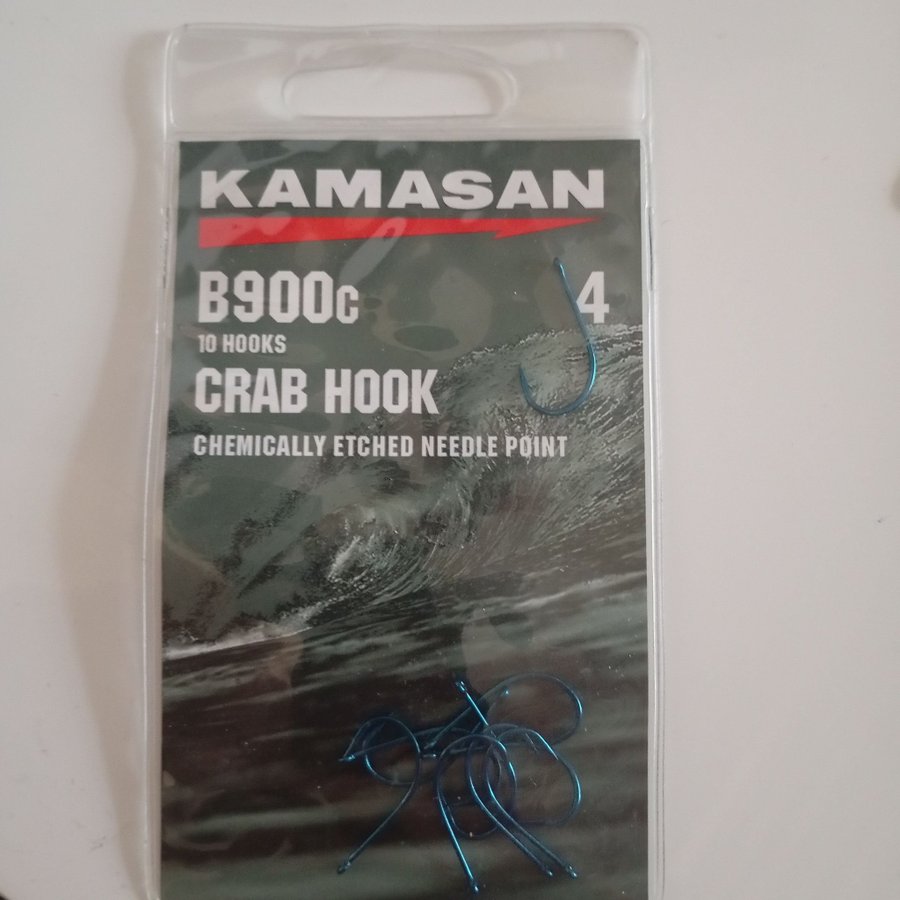 KAMASAN
B900c 4
10 HOOKS
CRAB HOOK
CHEMICALLY ETCHED NEEDLE POINT